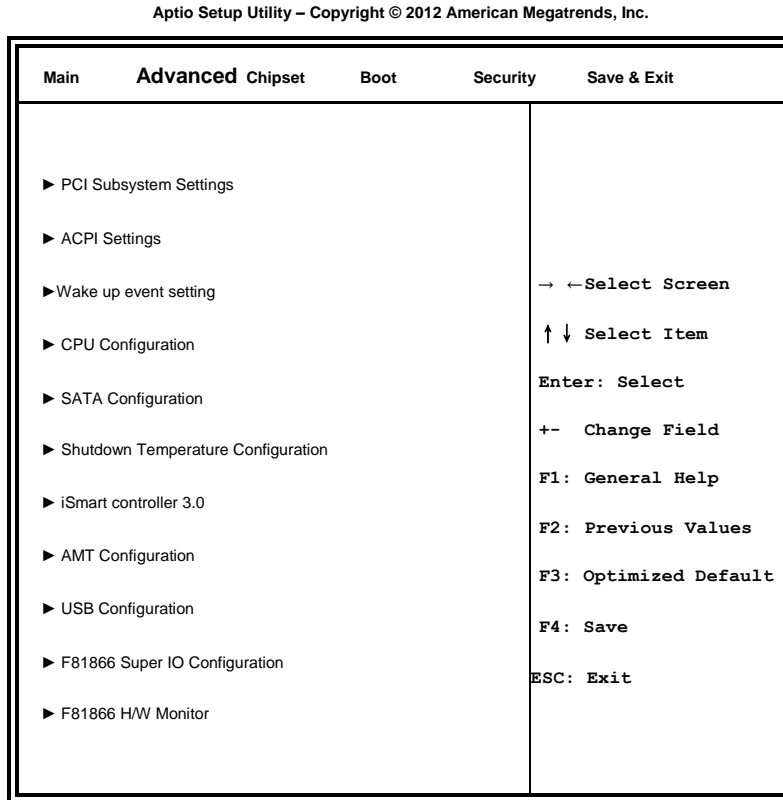 Aptio Setup Utility – Copyright © 2012 American Megatrends, Inc.
Main Advanced Chipset Boot Security Save & Exit
► PCI Subsystem Settings
► ACPI Settings
►Wake up event setting
► CPU Configuration
► SATA Configuration
► Shutdown Temperature Configuration
► iSmart controller 3.0
► AMT Configuration
► USB Configuration
► F81866 Super IO Configuration
► F81866 H/W Monitor
→ ←Select Screen
↑↓ Select Item
Enter: Select
+- Change Field
F1: General Help
F2: Previous Values
F3: Optimized Default
F4: Save
ESC: Exit